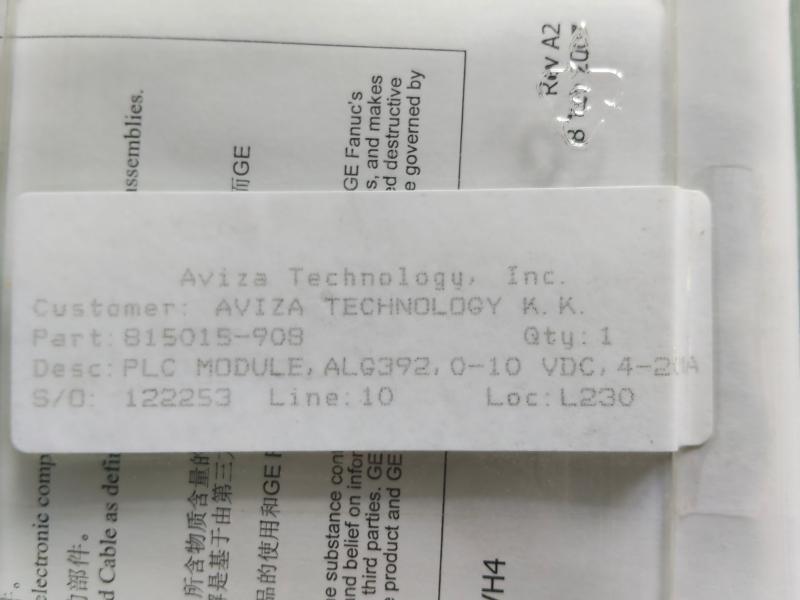 Aviza Technology, Inc.
Customer: AVIZA TECHNOLOGY K.K.
Part:815015-908 Qty:1
Desc:PLC MODULE,ALG392,0-10 VDC,4-20A
S/O: 122253 Line:10 Loc:L230
assemblies.
而GE
GE Fanuc's
s, and makes
ed destructive
e governed by
Rev A2
electronic comp
部件。
d Cable as defin
所含物质含量的
是基于由第三
品的使用和GE F
e substance con
nd belief on infor
third parties. GE
e product and GE
/H4